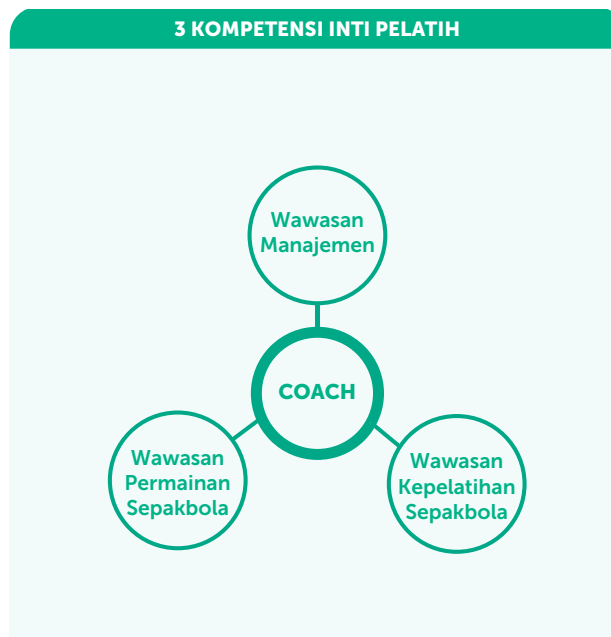 3 KOMPETENSI INTI PELATIH
Wawasan
Manajemen
COACH
Wawasan
Permainan
Sepakbola
Wawasan
Kepelatihan
Sepakbola